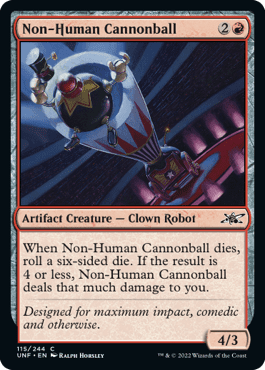 Non-Human Cannonball 2
Artifact Creature — Clown Robot
When Non-Human Cannonball dies,
roll a six-sided die. If the result is
4 or less, Non-Human Cannonball
deals that much damage to you.
Designed for maximum impact, comedic
and otherwise.
4/3
115/244 C
UNF • EN RALPH HORSLEY
™ & © 2022 Wizards of the Coast